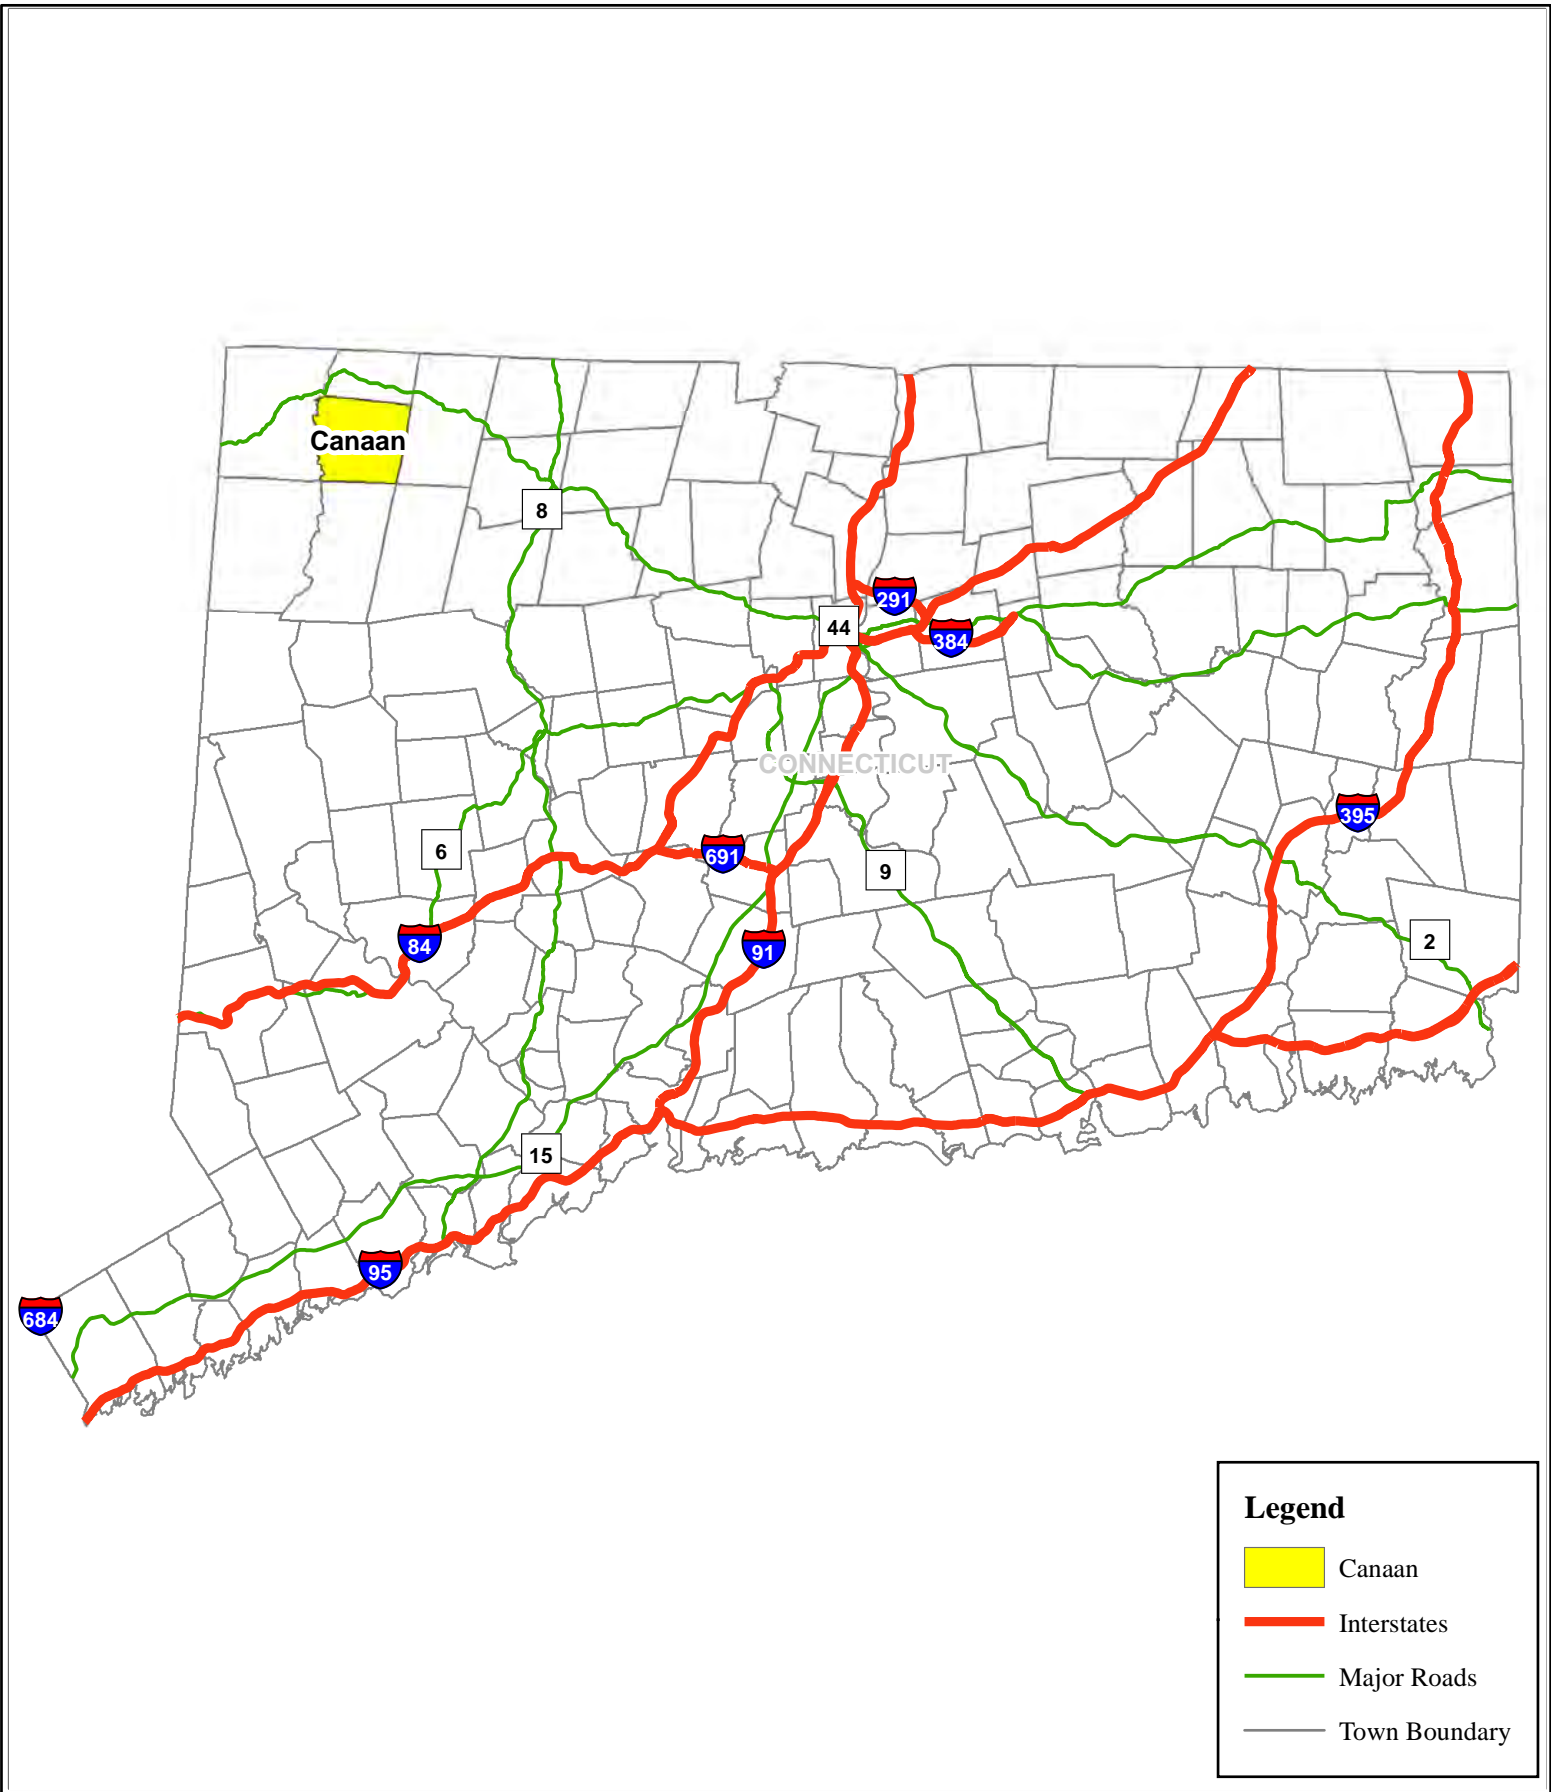 Canaan
8
291
44
384
CONNECTICUT
395
6
691
9
84
91
2
15
95
684
Legend
Canaan
Interstates
Major Roads
Town Boundary